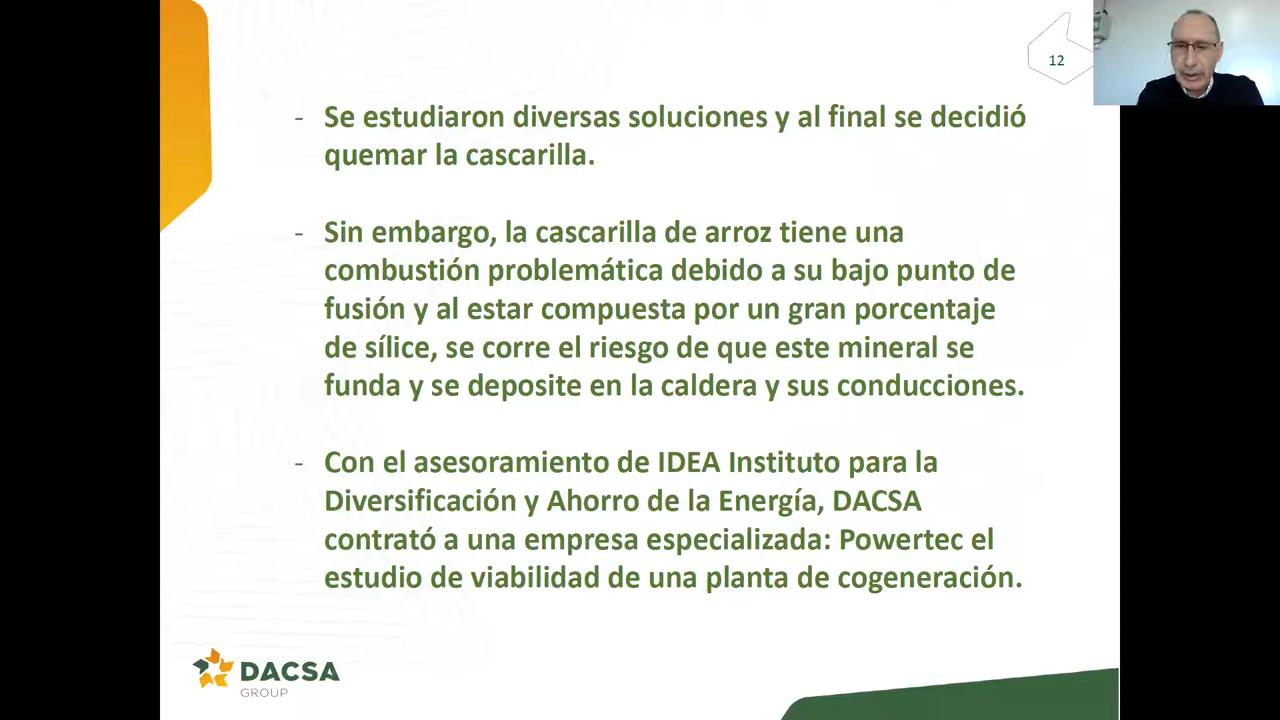 12
- Se estudiaron diversas soluciones y al final se decidió
quemar la cascarilla.
- Sin embargo, la cascarilla de arroz tiene una
combustión problemática debido a su bajo punto de
fusión y al estar compuesta por un gran porcentaje
de sílice, se corre el riesgo de que este mineral se
funda y se deposite en la caldera y sus conducciones.
- Con el asesoramiento de IDEA Instituto para la
Diversificación y Ahorro de la Energía, DACSA
contrató a una empresa especializada: Powertec el
estudio de viabilidad de una planta de cogeneración.
DACSA
GROUP